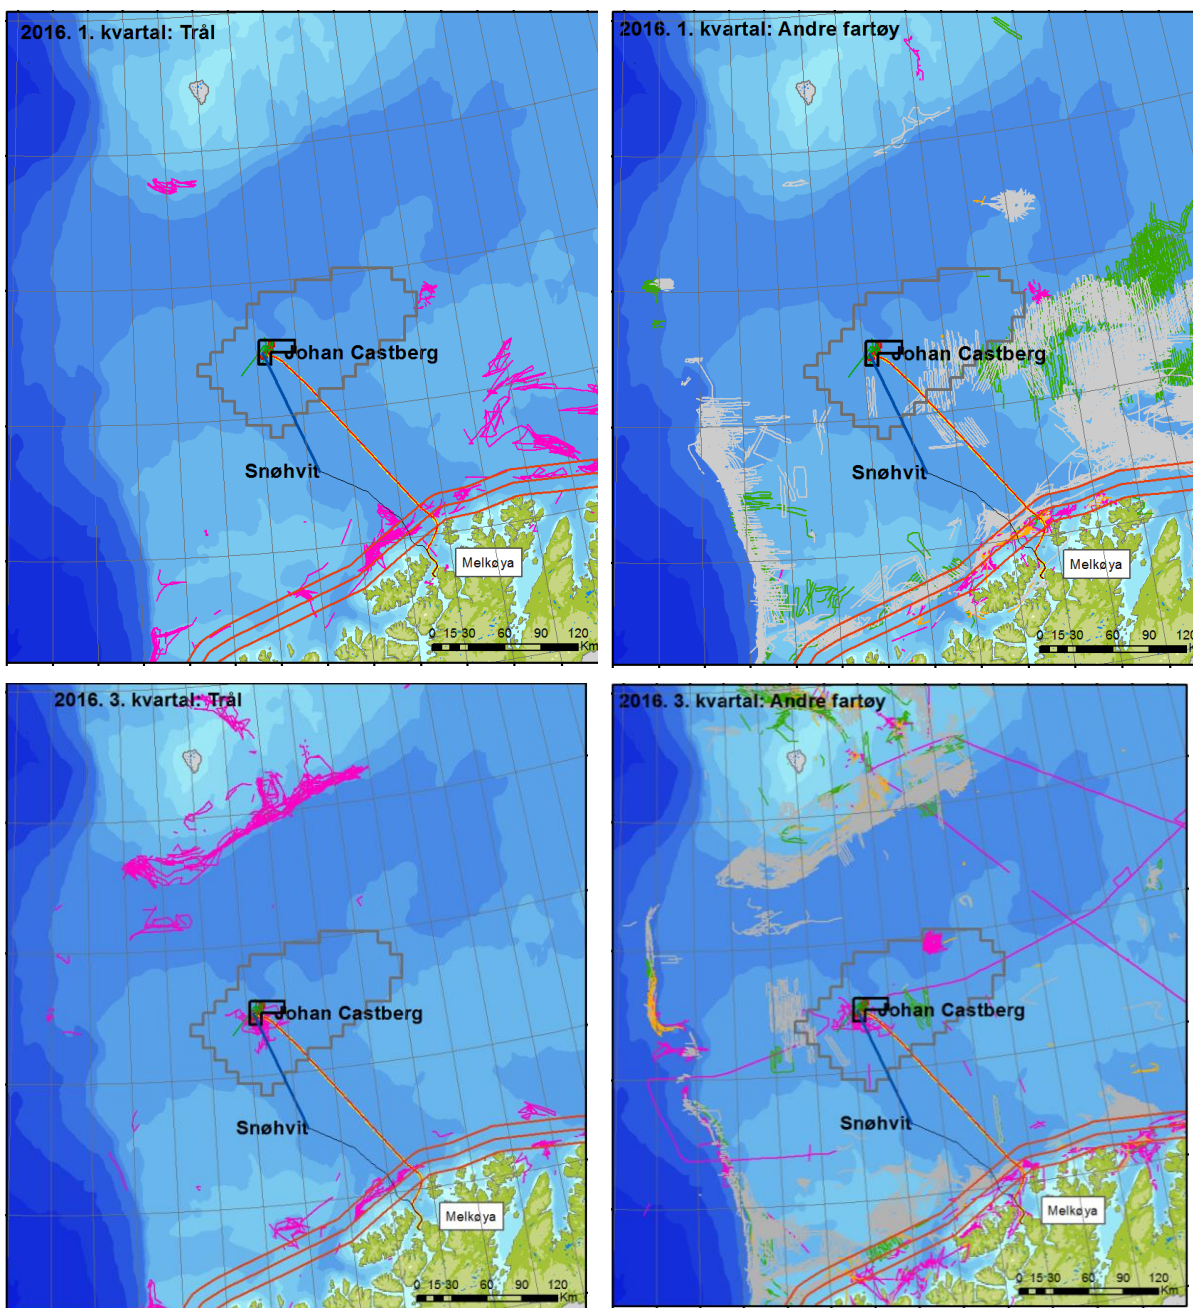 2016. 1. kvartal: Trål
Johan Castberg
Snøhvit
Melkøya
0 15 30 60 90 120
Km
2016. 1. kvartal: Andre fartøy
Johan Castberg
Snøhvit
Melkøya
0 15 30 60 90 120
Km
2016. 3. kvartal: Trål
Johan Castberg
Snøhvit
Melkøya
0 15 30 60 90 120
Km
2016. 3. kvartal: Andre fartøy
Johan Castberg
Snøhvit
Melkøya
0 15 30 60 90 120
Km